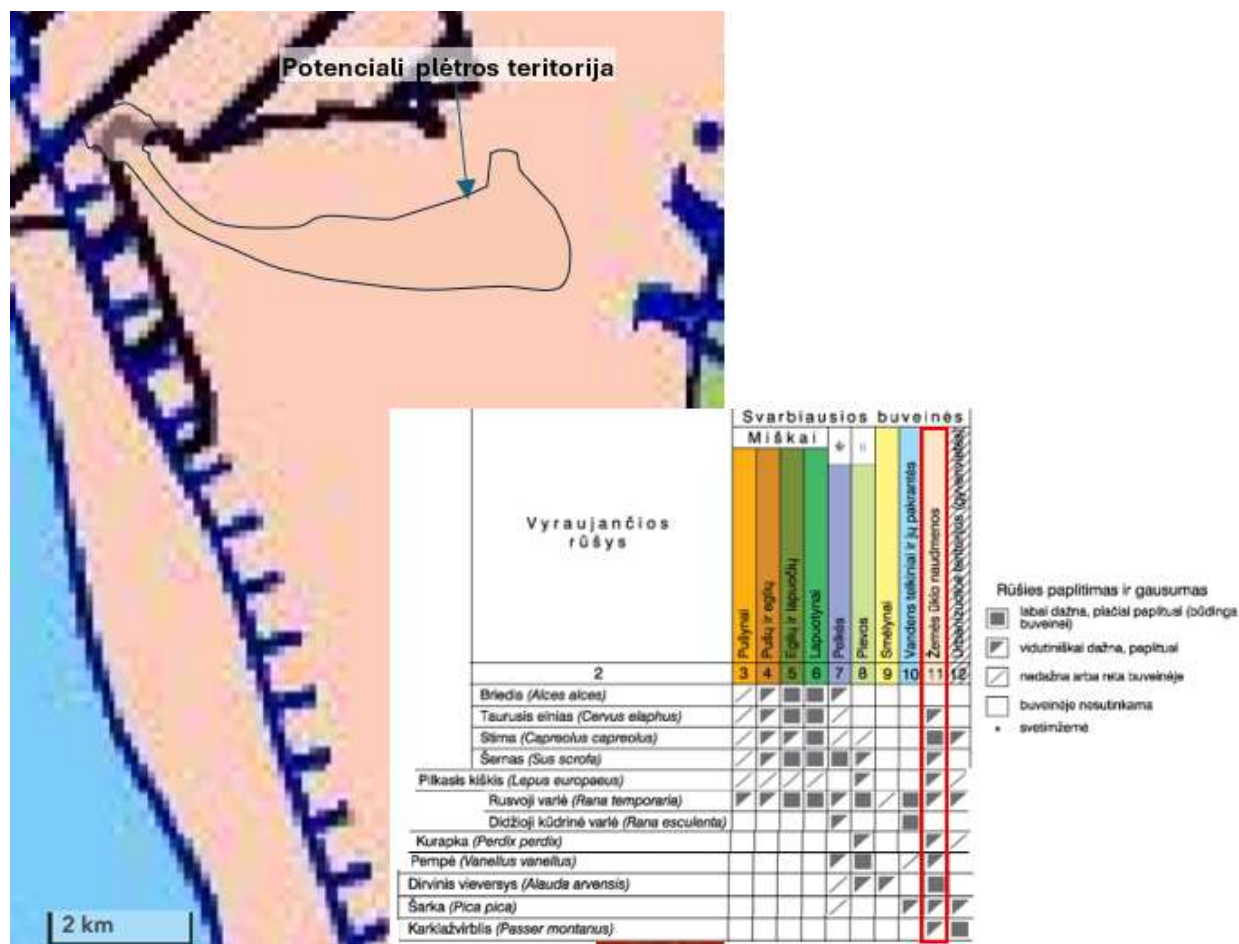 Potenciali plėtros teritorija
2 km
Svarbiausios buveinės
Miškai
Vyraujančios
rūšys
Pušynai
Pušų ir eglių
Eglių ir lapuočių
Lapuotynai
Pelkės
Pievos
Smėlynai
Vandens telkiniai ir jų pakrantės
Žemės ūkio naudmenos
Urbanizuotos teritorijos (gyvenvietės)
2 3 4 5 6 7 8 9 10 11 12
Briedis (Alces alces)
Taurusis elnias (Cervus elaphus)
Stirna (Capreolus capreolus)
Šernas (Sus scrofa)
Pilkasis kiškis (Lepus europaeus)
Rusvoji varlė (Rana temporaria)
Didžioji kūdrinė varlė (Rana esculenta)
Kurapka (Perdix perdix)
Pempė (Vanellus vanellus)
Dirvinis vieversys (Alauda arvensis)
Šarka (Pica pica)
Karklažvirblis (Passer montanus)
Rūšies paplitimas ir gausumas
labai dažna, plačiai paplitusi (būdinga
buveinei)
vidutiniškai dažna, paplitusi
nedažna arba reta buveinėje
buveinėje nesutinkama
svetimžemė